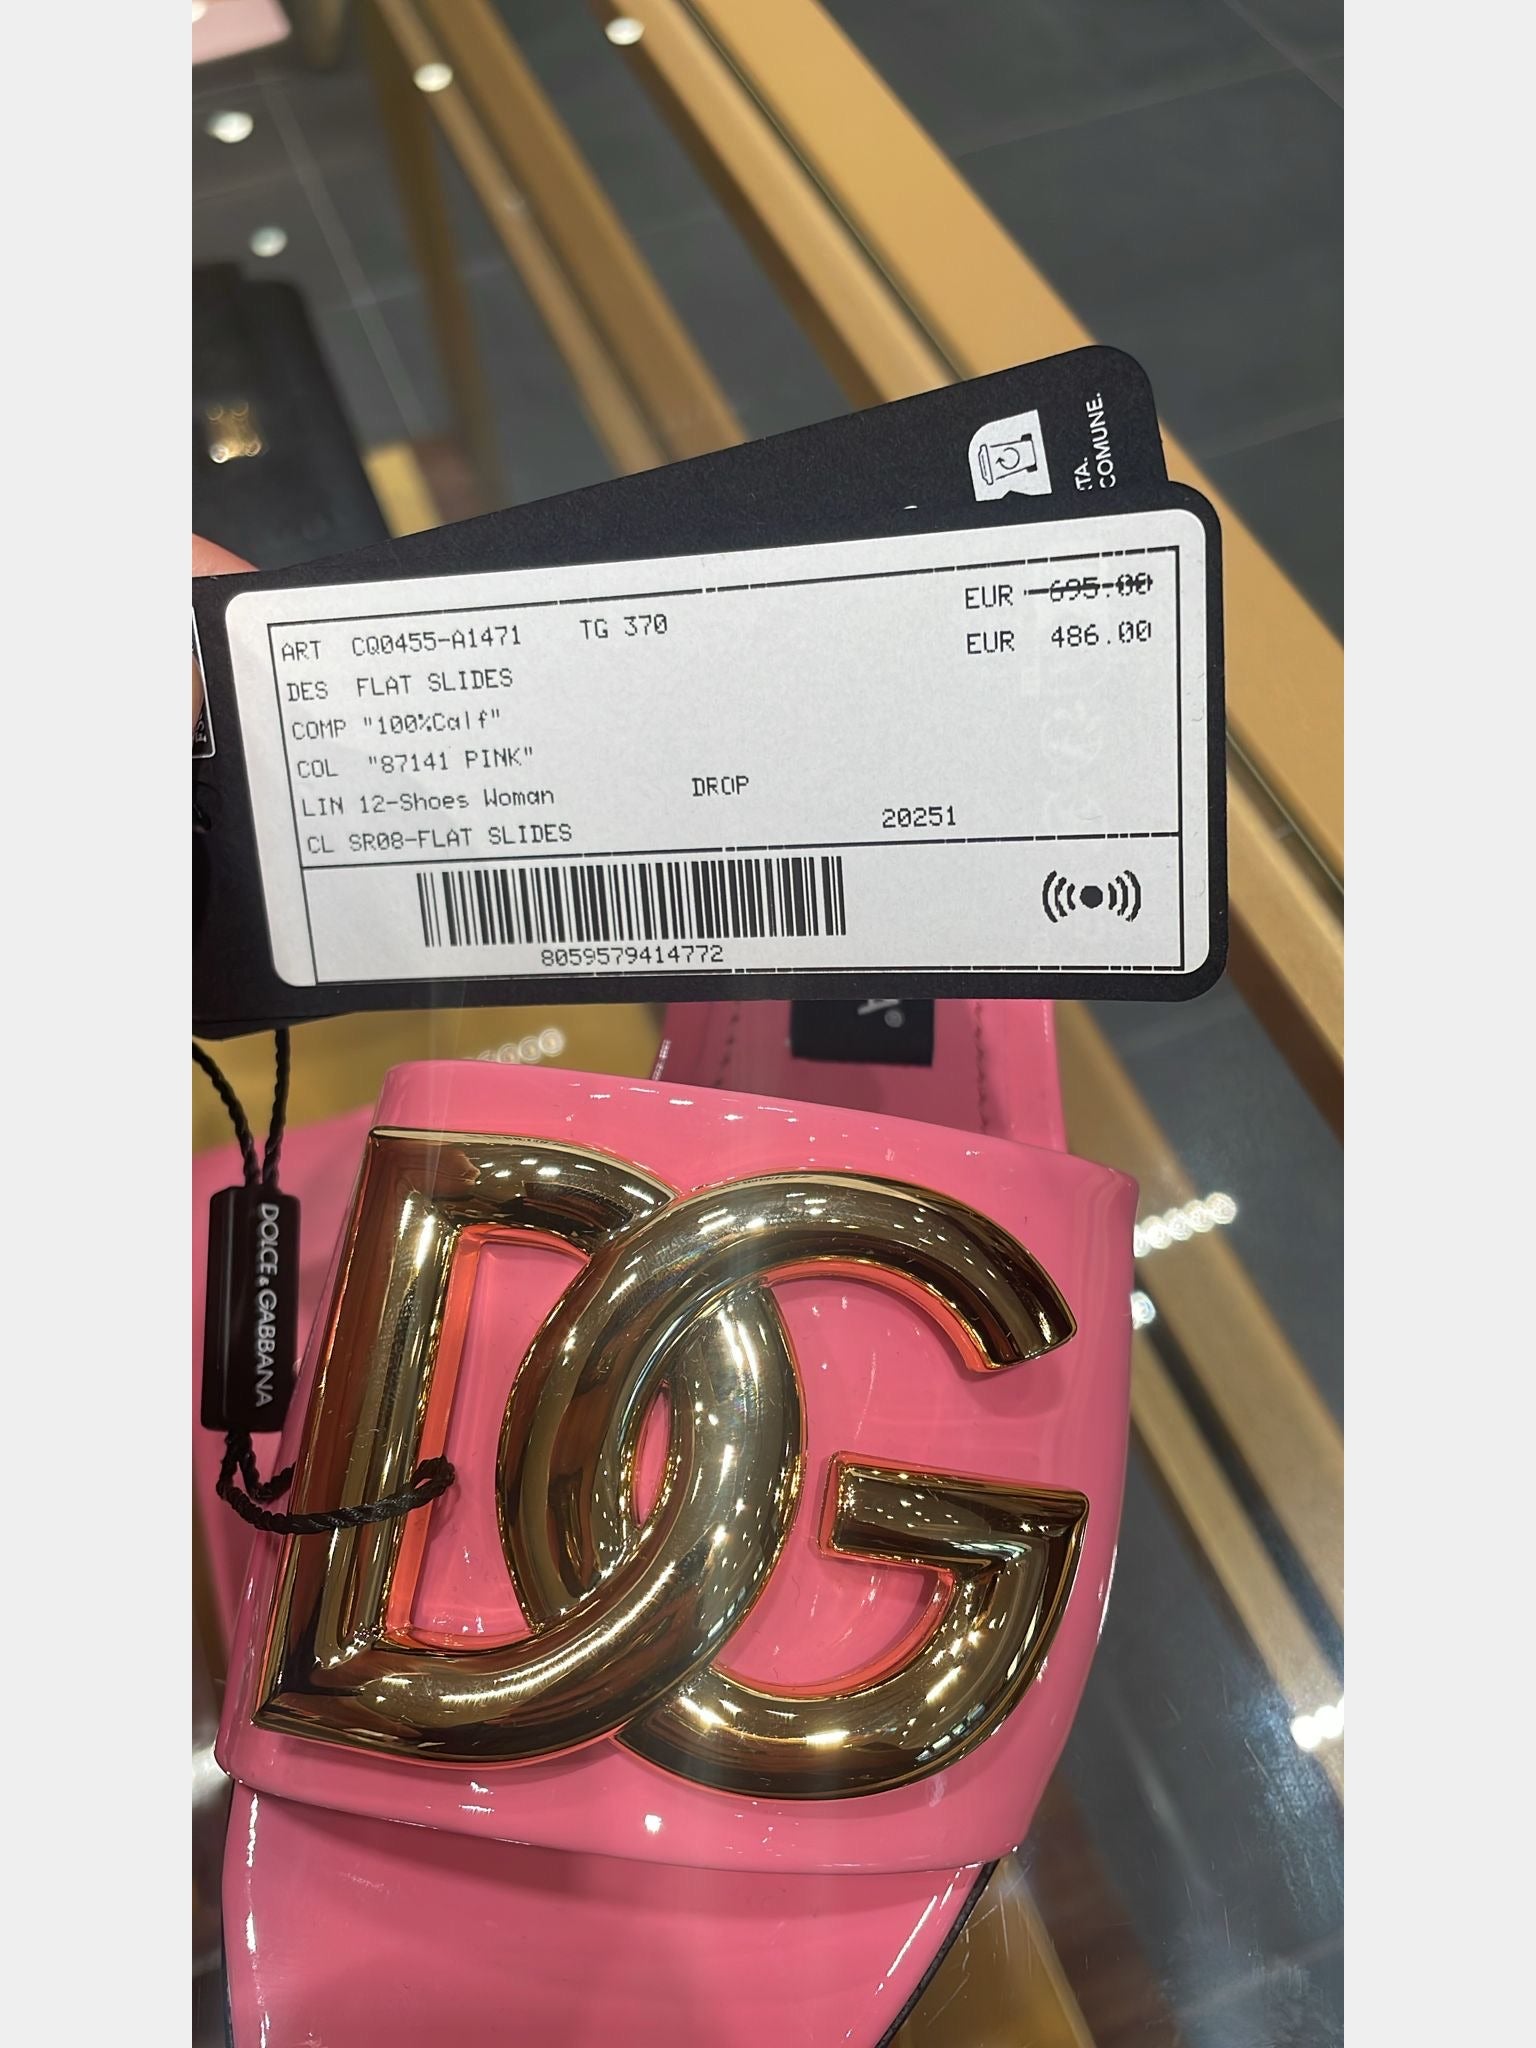 TA.
COMUNE.
ART CQ0455-A1471 TG 370 EUR 695.00
DES FLAT SLIDES EUR 486.00
COMP "100%Calf"
COL "87141 PINK"
LIN 12-Shoes Woman DROP
CL SR08-FLAT SLIDES 20251
8059579414772
DOLCE & GABBANA
DG